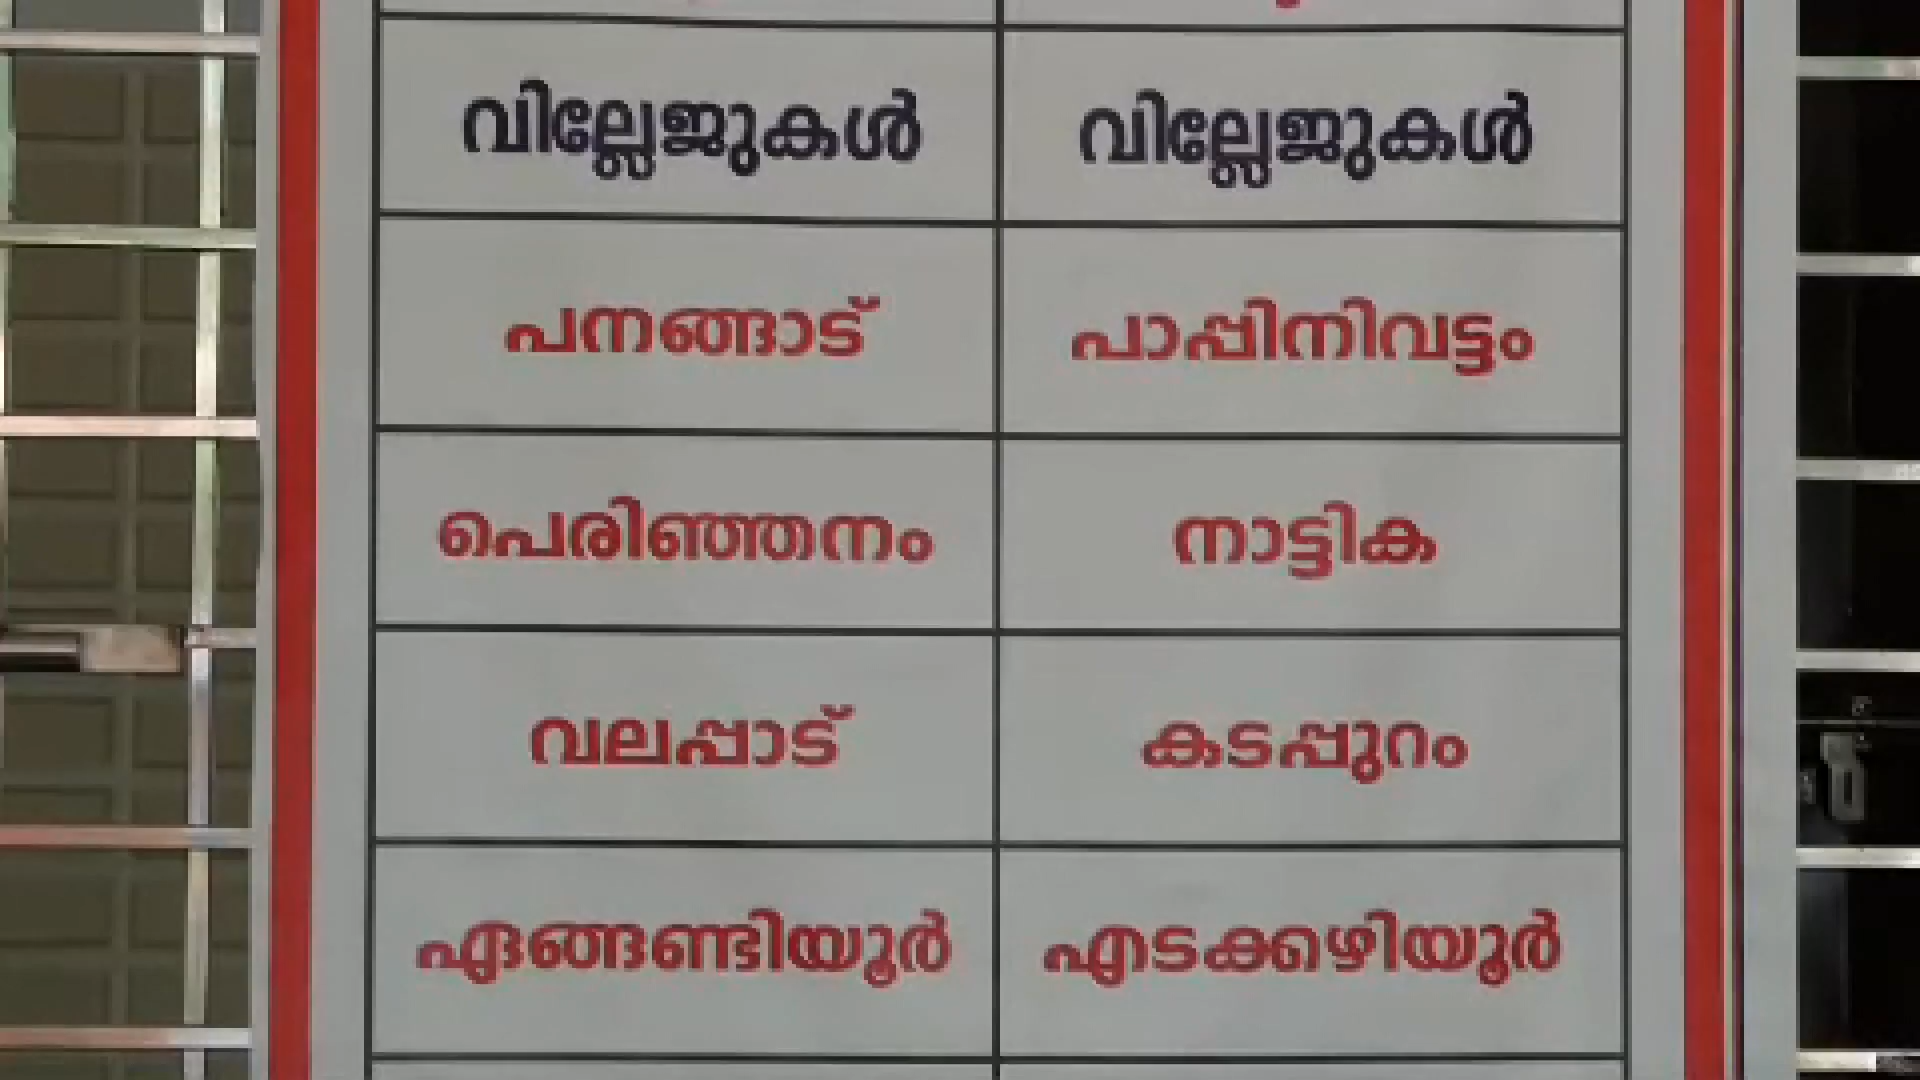 വില്ലേജുകൾ വില്ലേജുകൾ
പനങ്ങാട് പാപ്പിനിവട്ടം
പെരിഞ്ഞനം നാട്ടിക
വലപ്പാട് കടപ്പുറം
ഏങ്ങണ്ടിയൂർ എടക്കഴിയൂർ